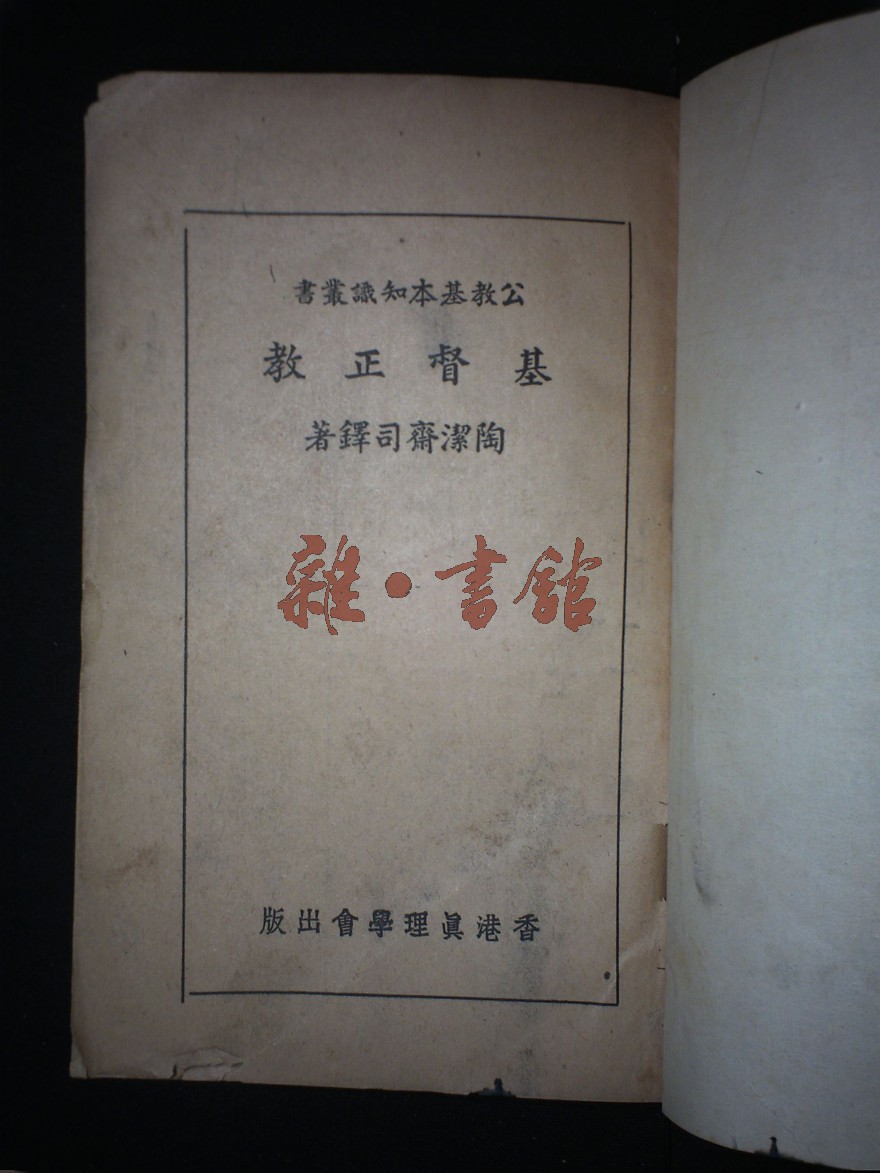 公教基本知識叢書
基督正教
陶潔齋司鐸著
雜·書館
香港眞理學會出版